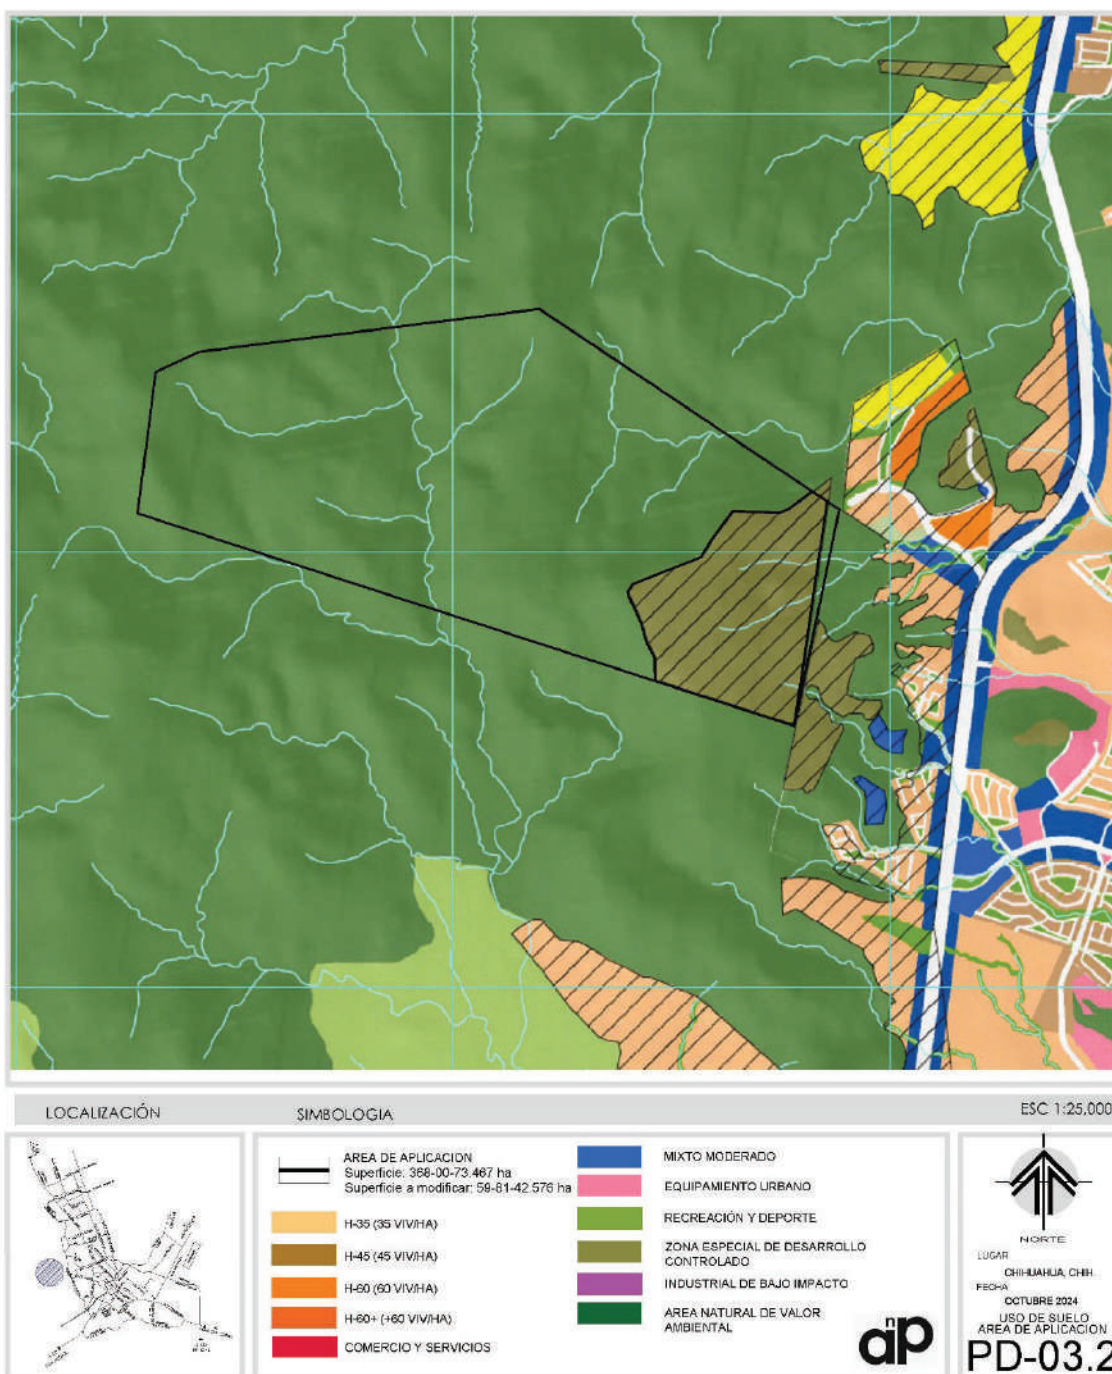 LOCALIZACIÓN
SIMBOLOGIA
ESC 1:25,000
AREA DE APLICACION
Superficie: 368-00-73.467 ha
Superficie a modificar: 59-81-42.576 ha
H-35 (35 VIV/HA)
H-45 (45 VIV/HA)
H-60 (60 VIV/HA)
H-60+ (+60 VIV/HA)
COMERCIO Y SERVICIOS
MIXTO MODERADO
EQUIPAMIENTO URBANO
RECREACIÓN Y DEPORTE
ZONA ESPECIAL DE DESARROLLO
CONTROLADO
INDUSTRIAL DE BAJO IMPACTO
AREA NATURAL DE VALOR
AMBIENTAL
anp
NORTE
LUGAR
CHIHUAHUA, CHIH.
FECHA
OCTUBRE 2024
USO DE SUELO
AREA DE APLICACION
PD-03.2